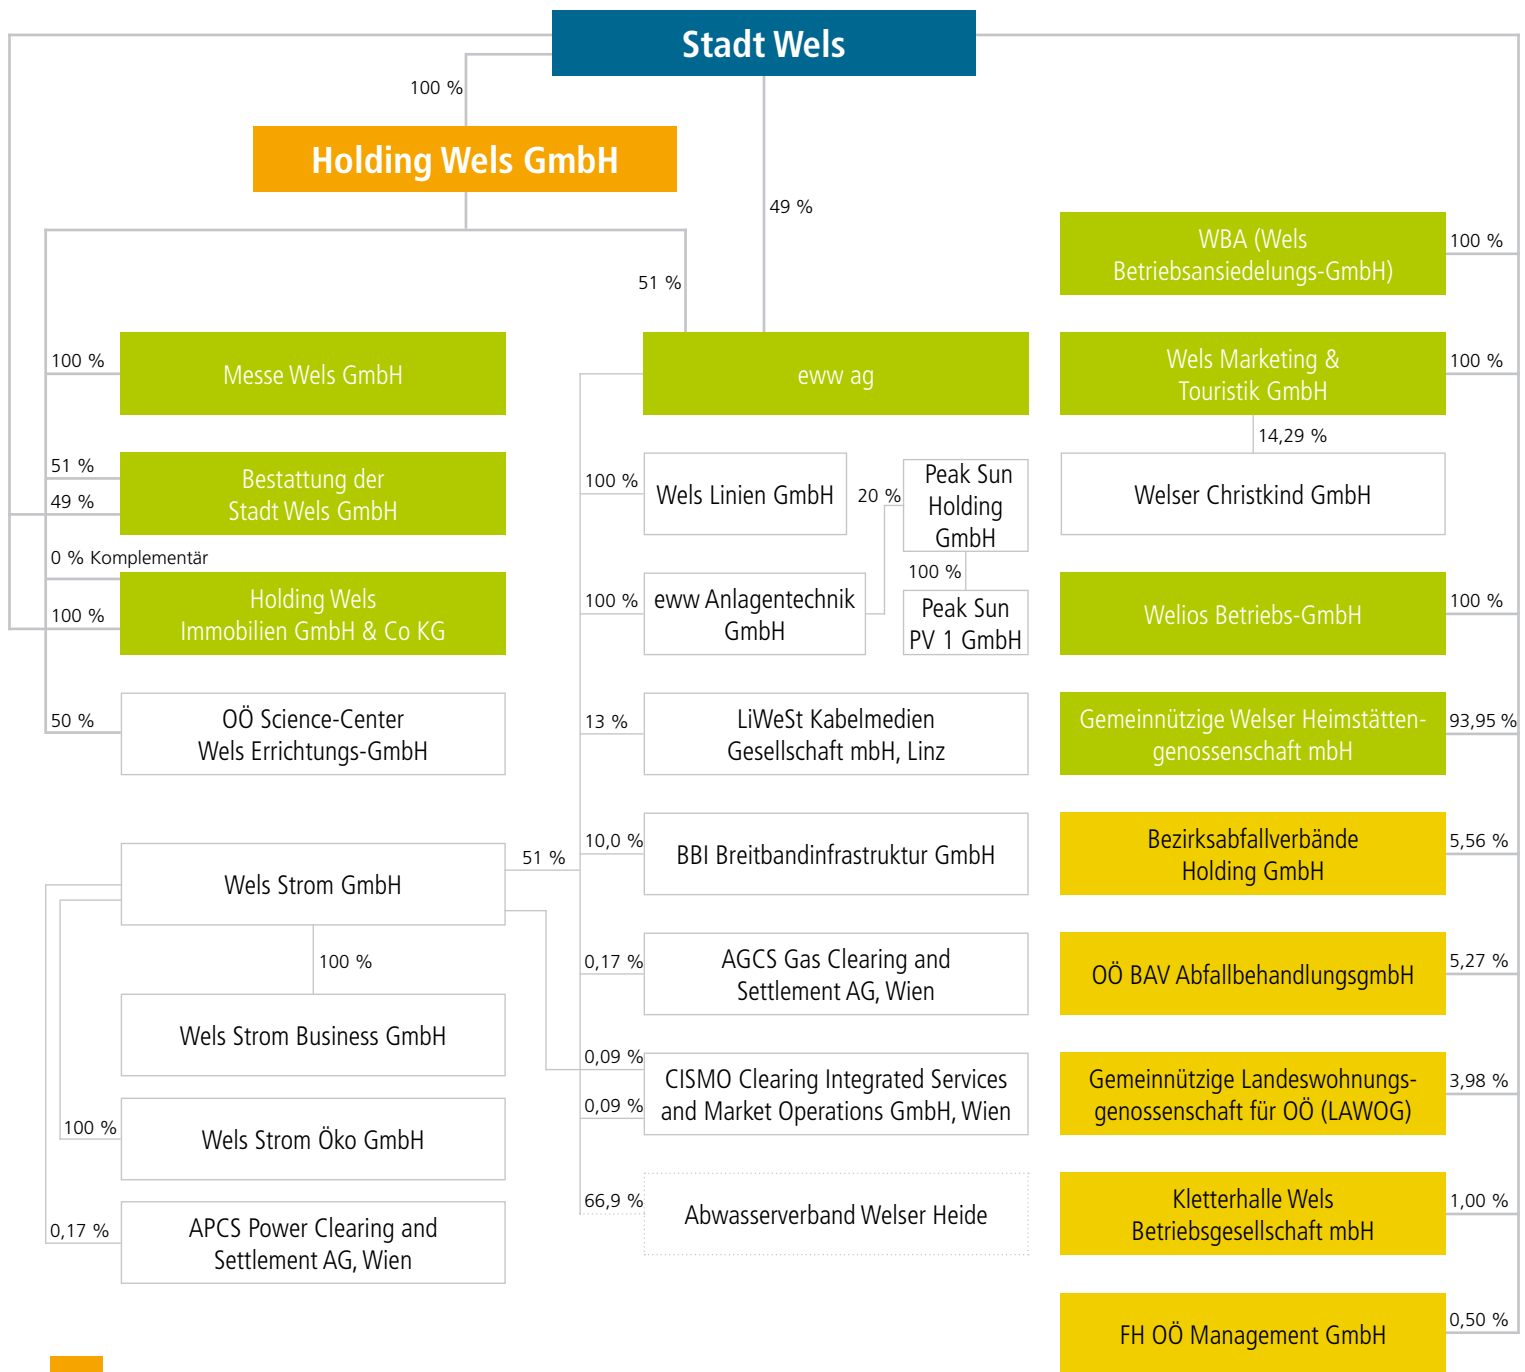 Stadt Wels
100 %
Holding Wels GmbH
49 %
51 %
100 %
Messe Wels GmbH
51 %
49 %
Bestattung der
Stadt Wels GmbH
0 % Komplementär
100 %
Holding Wels
Immobilien GmbH & Co KG
50 %
OÖ Science-Center
Wels Errichtungs-GmbH
Wels Strom GmbH
51 %
100 %
Wels Strom Business GmbH
100 %
Wels Strom Öko GmbH
0,17 %
APCS Power Clearing and
Settlement AG, Wien
eww ag
100 %
Wels Linien GmbH
20 %
Peak Sun
Holding
GmbH
100 %
Peak Sun
PV 1 GmbH
100 %
eww Anlagentechnik
GmbH
13 %
LiWeSt Kabelmedien
Gesellschaft mbH, Linz
10,0 %
BBI Breitbandinfrastruktur GmbH
0,17 %
AGCS Gas Clearing and
Settlement AG, Wien
0,09 %
0,09 %
CISMO Clearing Integrated Services
and Market Operations GmbH, Wien
66,9 %
Abwasserverband Welser Heide
WBA (Wels
Betriebsansiedelungs-GmbH)
100 %
Wels Marketing &
Touristik GmbH
100 %
14,29 %
Welser Christkind GmbH
Welios Betriebs-GmbH
100 %
Gemeinnützige Welser Heimstätten-
genossenschaft mbH
93,95 %
Bezirksabfallverbände
Holding GmbH
5,56 %
OÖ BAV AbfallbehandlungsgmbH
5,27 %
Gemeinnützige Landeswohnungs-
genossenschaft für OÖ (LAWOG)
3,98 %
Kletterhalle Wels
Betriebsgesellschaft mbH
1,00 %
FH OÖ Management GmbH
0,50 %